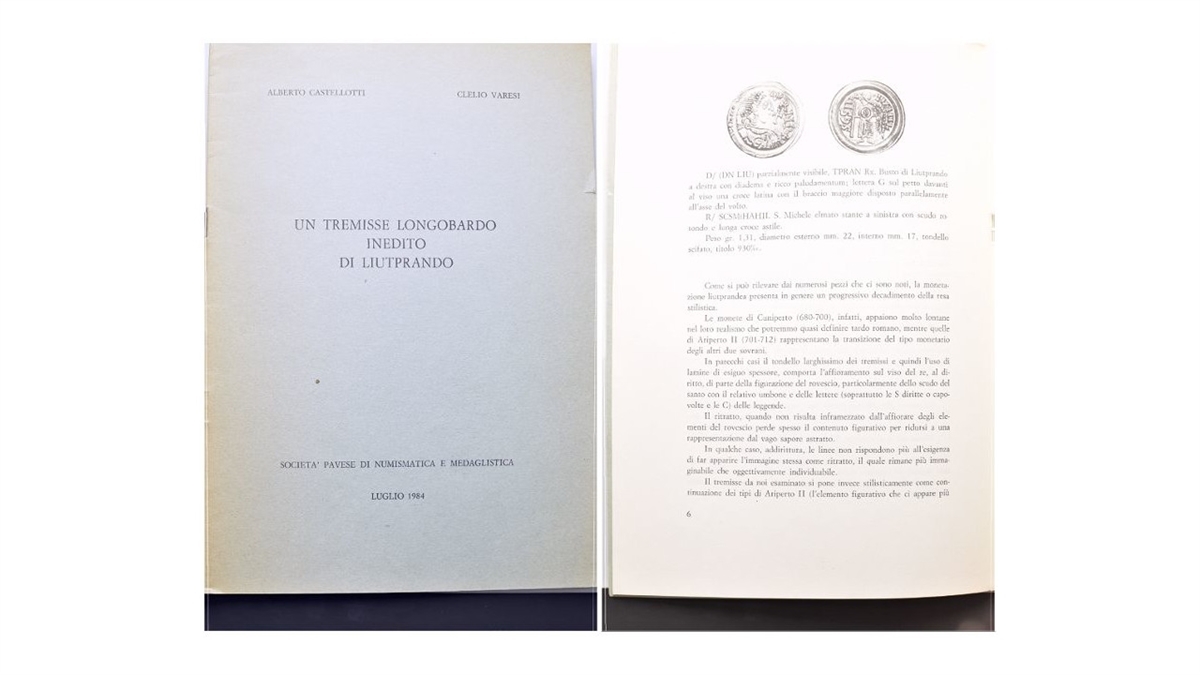 ALBERTO CASTELLOTTI
CLELIO VARESI
UN TREMISSE LONGOBARDO
INEDITO
DI LIUTPRANDO
SOCIETA' PAVESE DI NUMISMATICA E MEDAGLISTICA
LUGLIO 1984
D/ (DN LIU) parzialmente visibile, TPRAN Re. Busto di Liutprando
a destra con diadema e ricco paludamentum; lettera G sul petto davanti
al viso una croce latina con il braccio maggiore disposto parallelamente
all'asse del volto.
R/ SCSMIHAHIL S. Michele elmato stante a sinistra con scudo ro-
tondo e lunga croce astile.
Peso gr. 1,31, diametro esterno mm. 22, interno mm. 17, tondello
scifato, titolo 930‰.
Come si può rilevare dai numerosi pezzi che ci sono noti, la moneta-
zione liutprandea presenta in genere un progressivo decadimento della resa
stilistica.
Le monete di Cuniperto (680-700), infatti, appaiono molto lontane
nel loro realismo che potremmo quasi definire tardo romano, mentre quelle
di Ariperto II (701-712) rappresentano la transizione del tipo monetario
degli altri due sovrani.
In parecchi casi il tondello larghissimo dei tremissi e quindi l'uso di
lamine di esiguo spessore, comporta l'affioramento sul viso del re, al di-
ritto, di parte della figurazione del rovescio, particolarmente dello scudo del
santo con il relativo umbone e delle lettere (soprattutto le S diritte o capo-
volte e le C) delle leggende.
Il ritratto, quando non risulta inframezzato dall'affiorare degli ele-
menti del rovescio perde spesso il contenuto figurativo per ridursi a una
rappresentazione dal vago sapore astratto.
In qualche caso, addirittura, le linee non rispondono più all'esigenza
di far apparire l'immagine stessa come ritratto, il quale rimane più imma-
ginabile che oggettivamente individuabile.
Il tremisse da noi esaminato si pone invece stilisticamente come con-
tinuazione dei tipi di Ariperto II (l'elemento figurativo che ci appare più
6